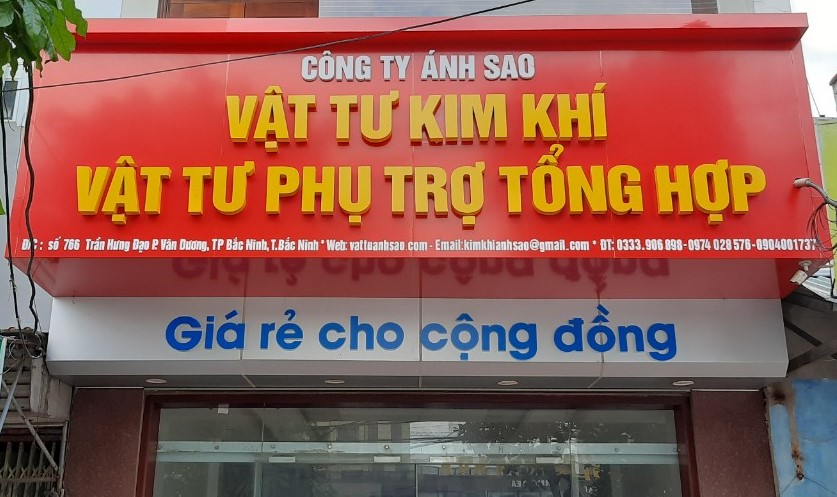 CÔNG TY ÁNH SAO
VẬT TƯ KIM KHÍ
VẬT TƯ PHỤ TRỢ TỔNG HỢP
Đ/C : số 766 Trần Hưng Đạo P. Vân Dương, TP Bắc Ninh, T.Bắc Ninh * Web: vattuanhsao.com - Email:kimkhianhsao@gmail.com * ĐT: 0333.906 898-0974 028 576-0904001737
Giá rẻ cho cộng đồng